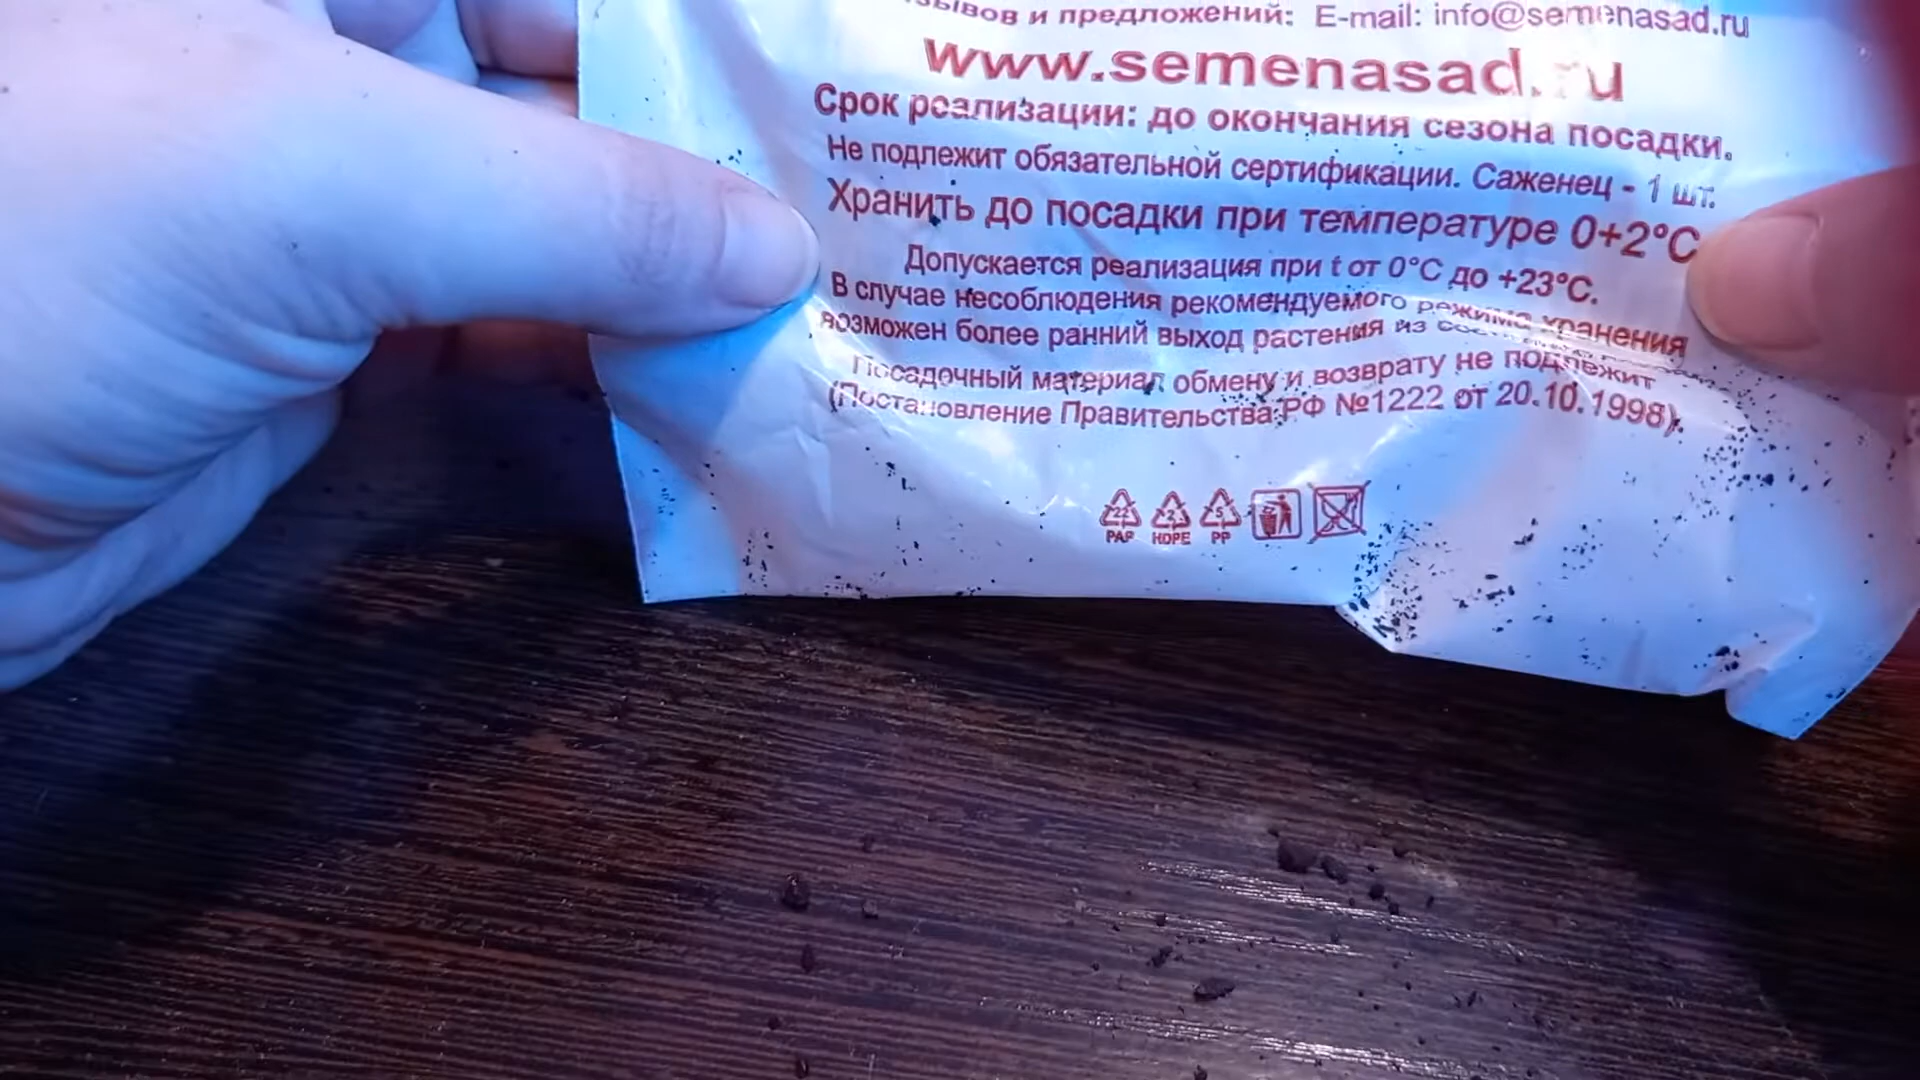 и предложений: E-mail: info@semenasad.ru
www.semenasad.ru
Срок реализации: до окончания сезона посадки.
Не подлежит обязательной сертификации. Саженец - 1 шт.
Хранить до посадки при температуре 0+2°C
Допускается реализация при t от 0°C до +23°C.
В случае несоблюдения рекомендуемого режима хранения
возможен более ранний выход растения из
Посадочный материал обмену и возврату не подлежит
(Постановление Правительства РФ №1222 от 20.10.1998).
22 2 5
PAP HDPE PP